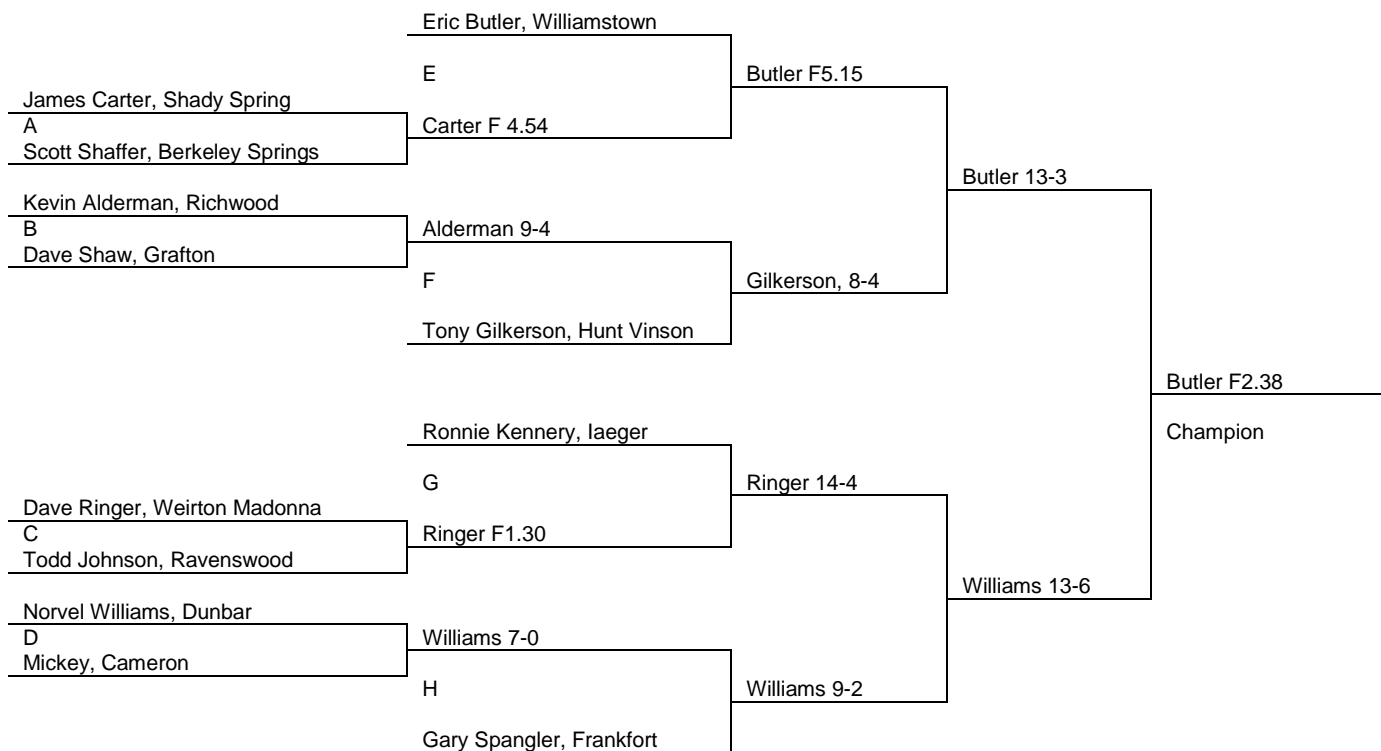 Eric Butler, Williamstown
E
Butler F5.15
James Carter, Shady Spring
A
Carter F 4.54
Scott Shaffer, Berkeley Springs
Butler 13-3
Kevin Alderman, Richwood
B
Alderman 9-4
Dave Shaw, Grafton
F
Gilkerson, 8-4
Tony Gilkerson, Hunt Vinson
Butler F2.38
Ronnie Kennery, Iaeger
Champion
G
Ringer 14-4
Dave Ringer, Weirton Madonna
C
Ringer F1.30
Todd Johnson, Ravenswood
Williams 13-6
Norvel Williams, Dunbar
D
Williams 7-0
Mickey, Cameron
H
Williams 9-2
Gary Spangler, Frankfort